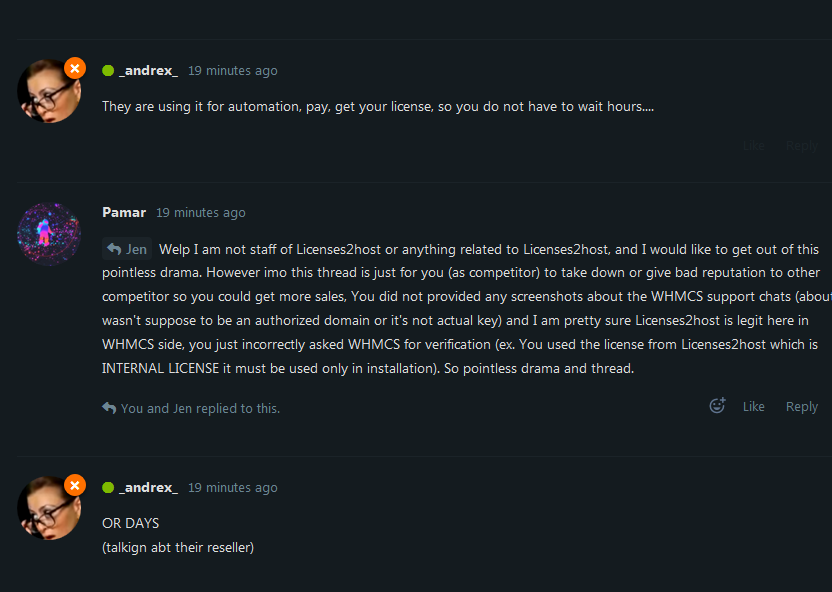 _andrex_ 19 minutes ago
They are using it for automation, pay, get your license, so you do not have to wait hours....
Like Reply
Pamar 19 minutes ago
Jen Welp I am not staff of Licenses2host or anything related to Licenses2host, and I would like to get out of this
pointless drama. However imo this thread is just for you (as competitor) to take down or give bad reputation to other
competitor so you could get more sales, You did not provided any screenshots about the WHMCS support chats (about
wasn't suppose to be an authorized domain or it's not actual key) and I am pretty sure Licenses2host is legit here in
WHMCS side, you just incorrectly asked WHMCS for verification (ex. You used the license from Licenses2host which is
INTERNAL LICENSE it must be used only in installation). So pointless drama and thread.
You and Jen replied to this.
Like Reply
_andrex_ 19 minutes ago
OR DAYS
(talkign abt their reseller)